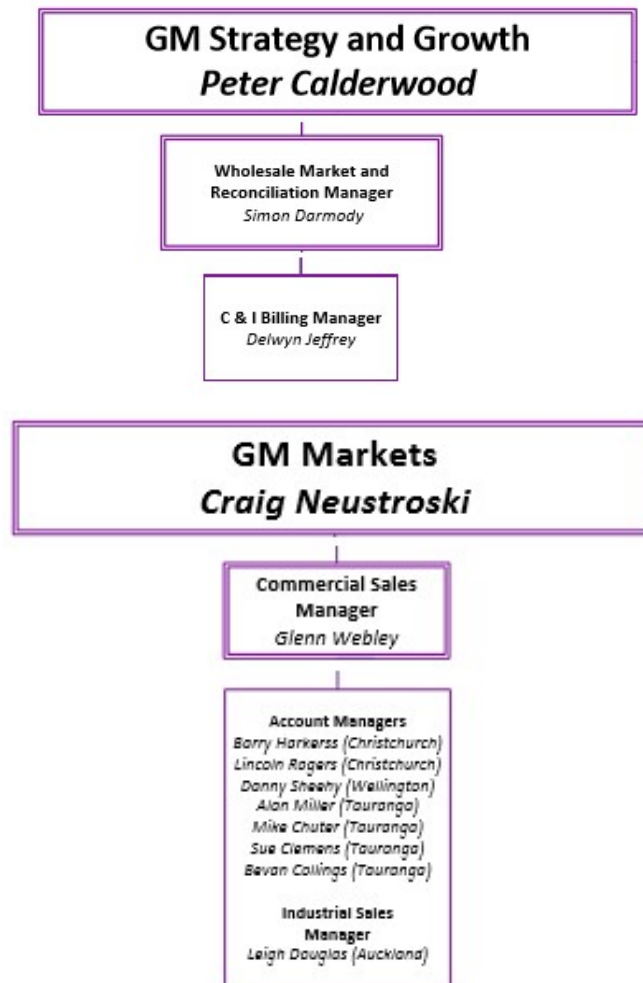 GM Strategy and Growth
Peter Calderwood
Wholesale Market and
Reconciliation Manager
Simon Darmody
C & I Billing Manager
Delwyn Jeffrey
GM Markets
Craig Neustroski
Commercial Sales
Manager
Glenn Webley
Account Managers
Barry Harkerss (Christchurch)
Lincoln Rogers (Christchurch)
Danny Sheehy (Wellington)
Alan Miller (Tauranga)
Mike Chuter (Tauranga)
Sue Clemens (Tauranga)
Bevan Collings (Tauranga)
Industrial Sales
Manager
Leigh Douglas (Auckland)